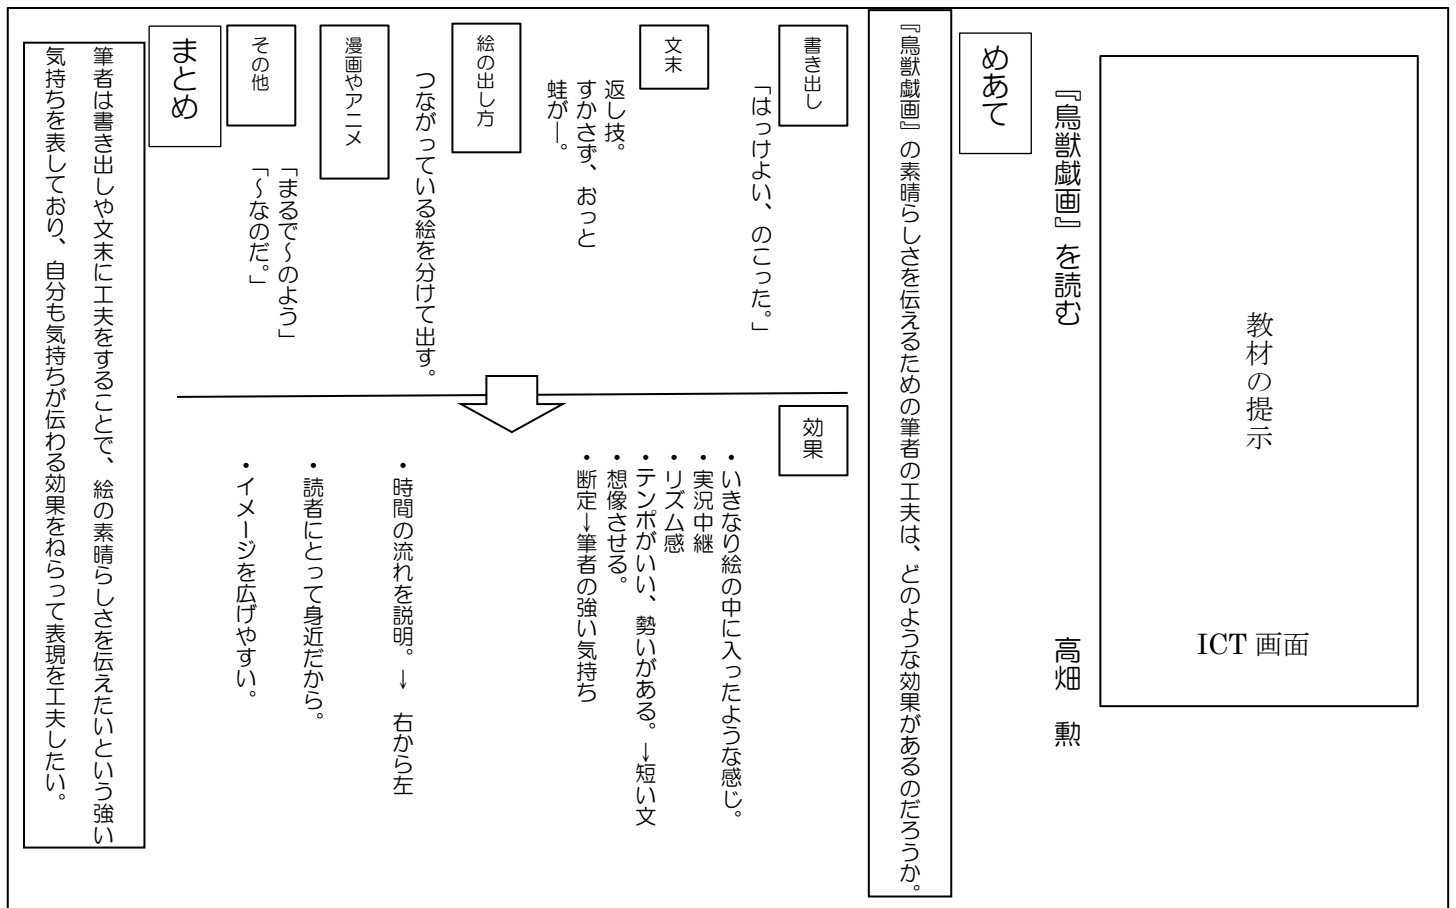 教材の提示
ICT 画面
『鳥獣戯画』を読む
高畑　勲
めあて
『鳥獣戯画』の素晴らしさを伝えるための筆者の工夫は、どのような効果があるのだろうか。
書き出し
「はっけよい、のこった。」
文末
返し技。
すかさず、おっと
蛙が―。
絵の出し方
つながっている絵を分けて出す。
漫画やアニメ
その他
「まるで～のよう」
「～なのだ。」
効果
・いきなり絵の中に入ったような感じ。
・実況中継
・リズム感
・テンポがいい、勢いがある。→短い文
・想像させる。
・断定→筆者の強い気持ち
・時間の流れを説明。→　右から左
・読者にとって身近だから。
・イメージを広げやすい。
まとめ
筆者は書き出しや文末に工夫をすることで、絵の素晴らしさを伝えたいという強い
気持ちを表しており、自分も気持ちが伝わる効果をねらって表現を工夫したい。